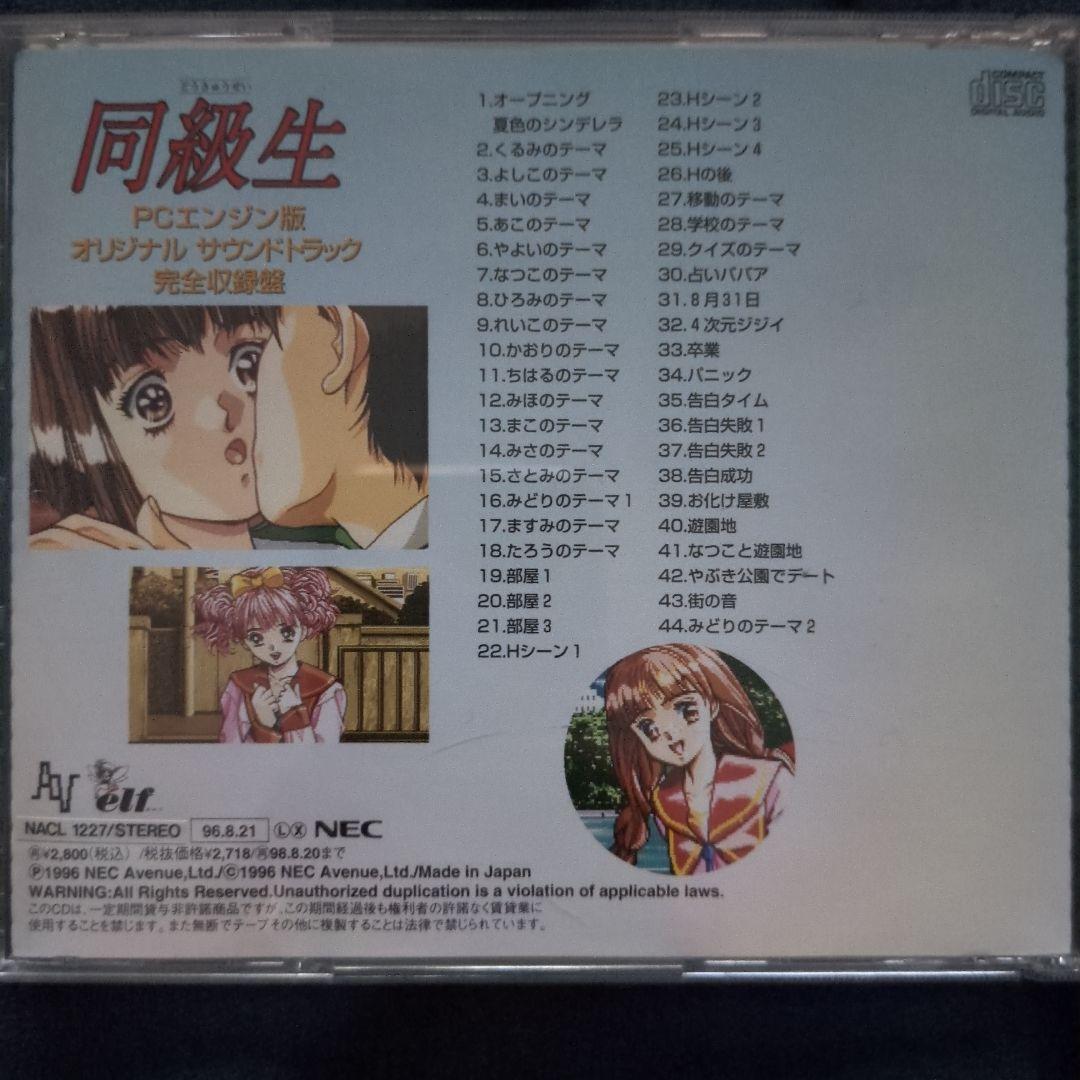 どうきゅうせい
同級生
PCエンジン版
オリジナル サウンドトラック
完全収録盤
1.オープニング
夏色のシンデレラ
2.くるみのテーマ
3.よしこのテーマ
4.まいのテーマ
5.あこのテーマ
6.やよいのテーマ
7.なつこのテーマ
8.ひろみのテーマ
9.れいこのテーマ
10.かおりのテーマ
11.ちはるのテーマ
12.みほのテーマ
13.まこのテーマ
14.みさのテーマ
15.さとみのテーマ
16.みどりのテーマ1
17.ますみのテーマ
18.たろうのテーマ
19.部屋1
20.部屋2
21.部屋3
22.Hシーン1
23.Hシーン2
24.Hシーン3
25.Hシーン4
26.Hの後
27.移動のテーマ
28.学校のテーマ
29.クイズのテーマ
30.占いババア
31.8月31日
32.4次元ジジイ
33.卒業
34.パニック
35.告白タイム
36.告白失敗1
37.告白失敗2
38.告白成功
39.お化け屋敷
40.遊園地
41.なつこと遊園地
42.やぶき公園でデート
43.街の音
44.みどりのテーマ2
COMPACT
disc
DIGITAL AUDIO
AV elf
NACL 1227/STEREO 96.8.21 Ⓛ Ⓧ NEC
㊢¥2,800(税込)/税抜価格¥2,718/㊢98.8.20まで
Ⓟ1996 NEC Avenue,Ltd./Ⓒ1996 NEC Avenue,Ltd./Made in Japan
WARNING:All Rights Reserved.Unauthorized duplication is a violation of applicable laws.
このCDは、一定期間貸与非許諾商品ですが、この期間経過後も権利者の許諾なく賃貸業に
使用することを禁じます。また無断でテープその他に複製することは法律で禁じられています。